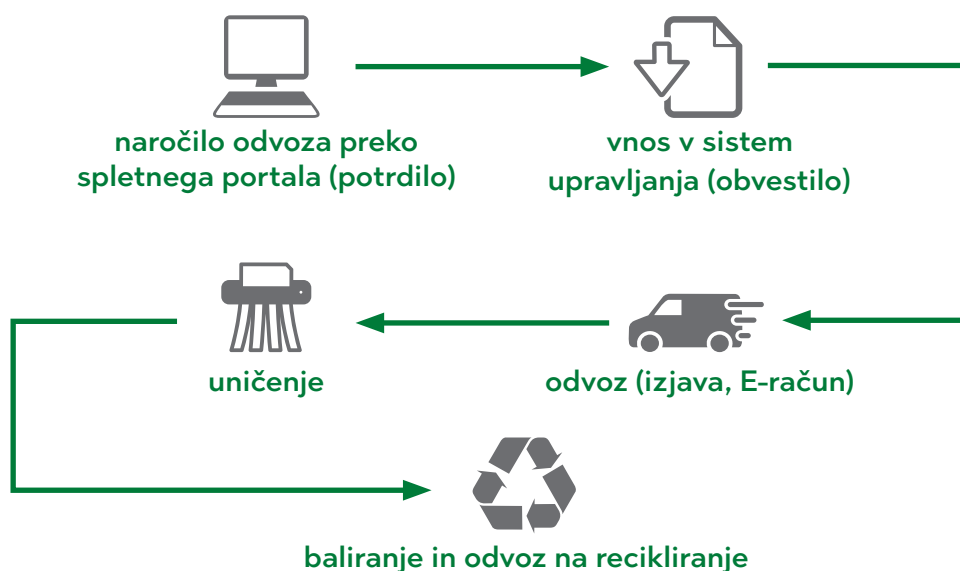 naročilo odvoza preko
spletnega portala (potrdilo)
vnos v sistem
upravljanja (obvestilo)
uničenje
odvoz (izjava, E-račun)
baliranje in odvoz na recikliranje